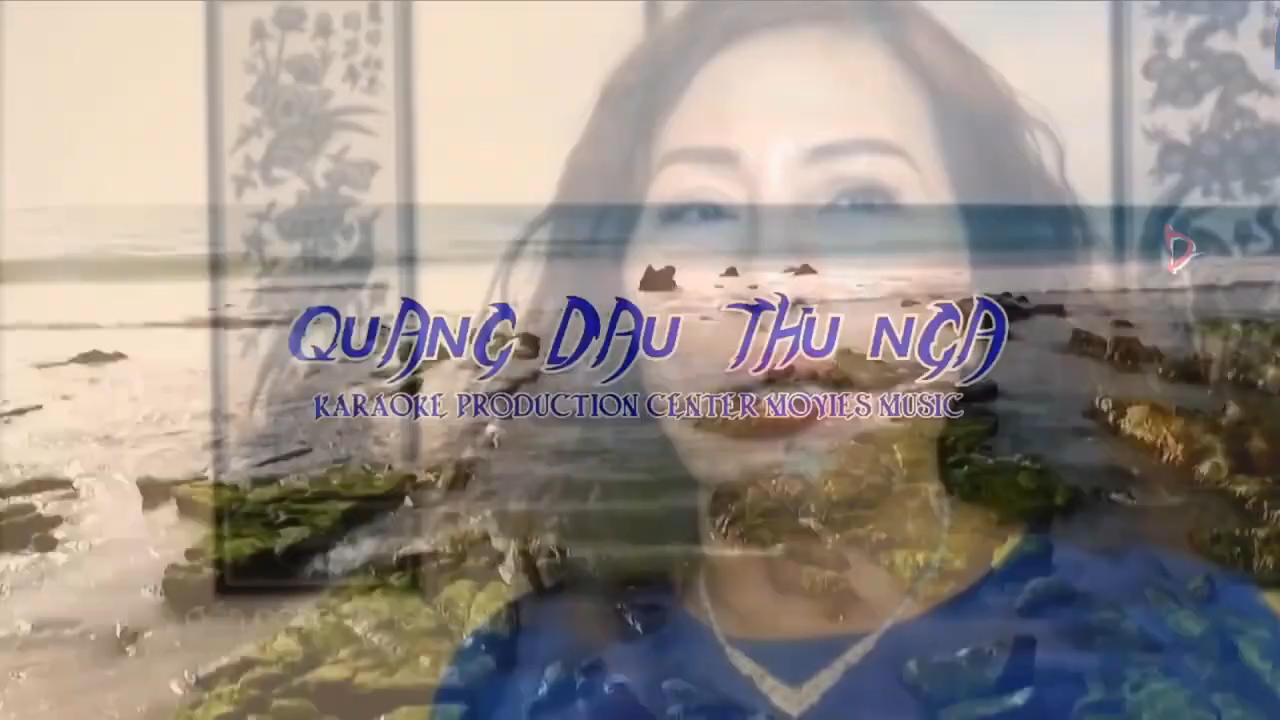 QUANG DAU THU NGA
KARAOKE PRODUCTION CENTER MOVIES MUSIC
D